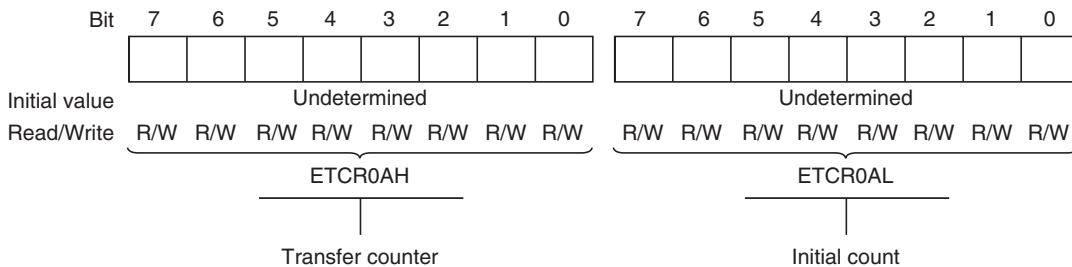 Bit 7 6 5 4 3 2 1 0 7 6 5 4 3 2 1 0
Initial value Undetermined Undetermined
Read/Write R/W R/W R/W R/W R/W R/W R/W R/W R/W R/W R/W R/W R/W R/W R/W R/W
ETCR0AH ETCR0AL
Transfer counter Initial count